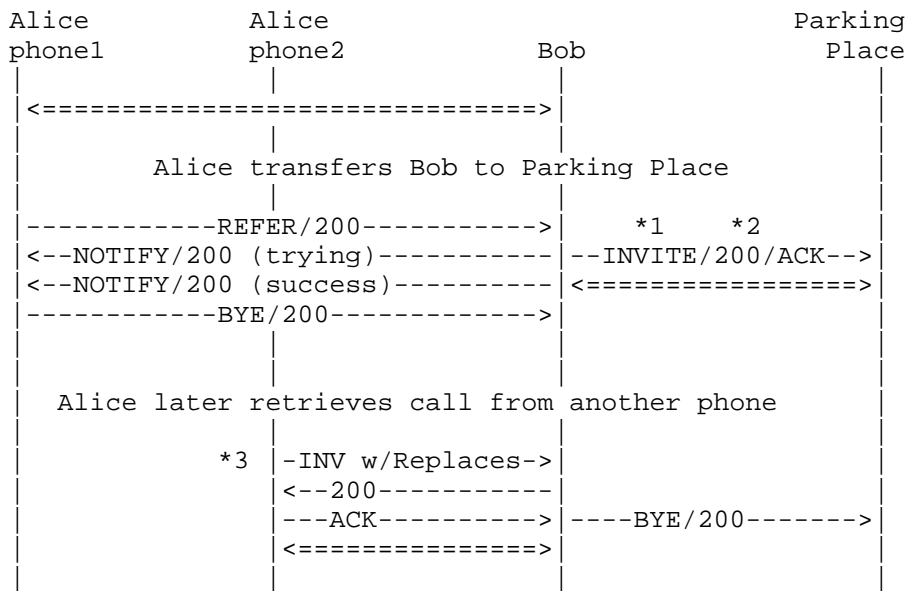 Alice          Alice                            Parking
phone1         phone2            Bob              Place
|               |                 |                   |
|<===============================>|                   |
|               |                 |                   |
|        Alice transfers Bob to Parking Place         |
|               |                 |                   |
|------------REFER/200----------->|    *1    *2       |
|<--NOTIFY/200 (trying)-----------|--INVITE/200/ACK-->|
|<--NOTIFY/200 (success)----------|<=================>|
|------------BYE/200------------->|                   |
|               |                 |                   |
|               |                 |                   |
|  Alice later retrieves call from another phone      |
|               |                 |                   |
|            *3 |-INV w/Replaces->|                   |
|               |<--200-----------|                   |
|               |---ACK---------->|----BYE/200------->|
|               |<===============>|                   |
|               |                 |                   |